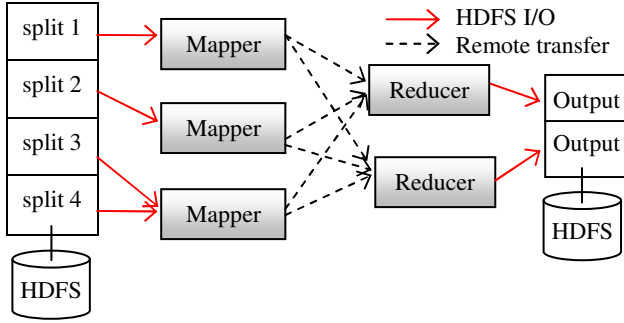 split 1
split 2
split 3
split 4
HDFS
Mapper
Mapper
Mapper
HDFS I/O
Remote transfer
Reducer
Reducer
Output
Output
HDFS